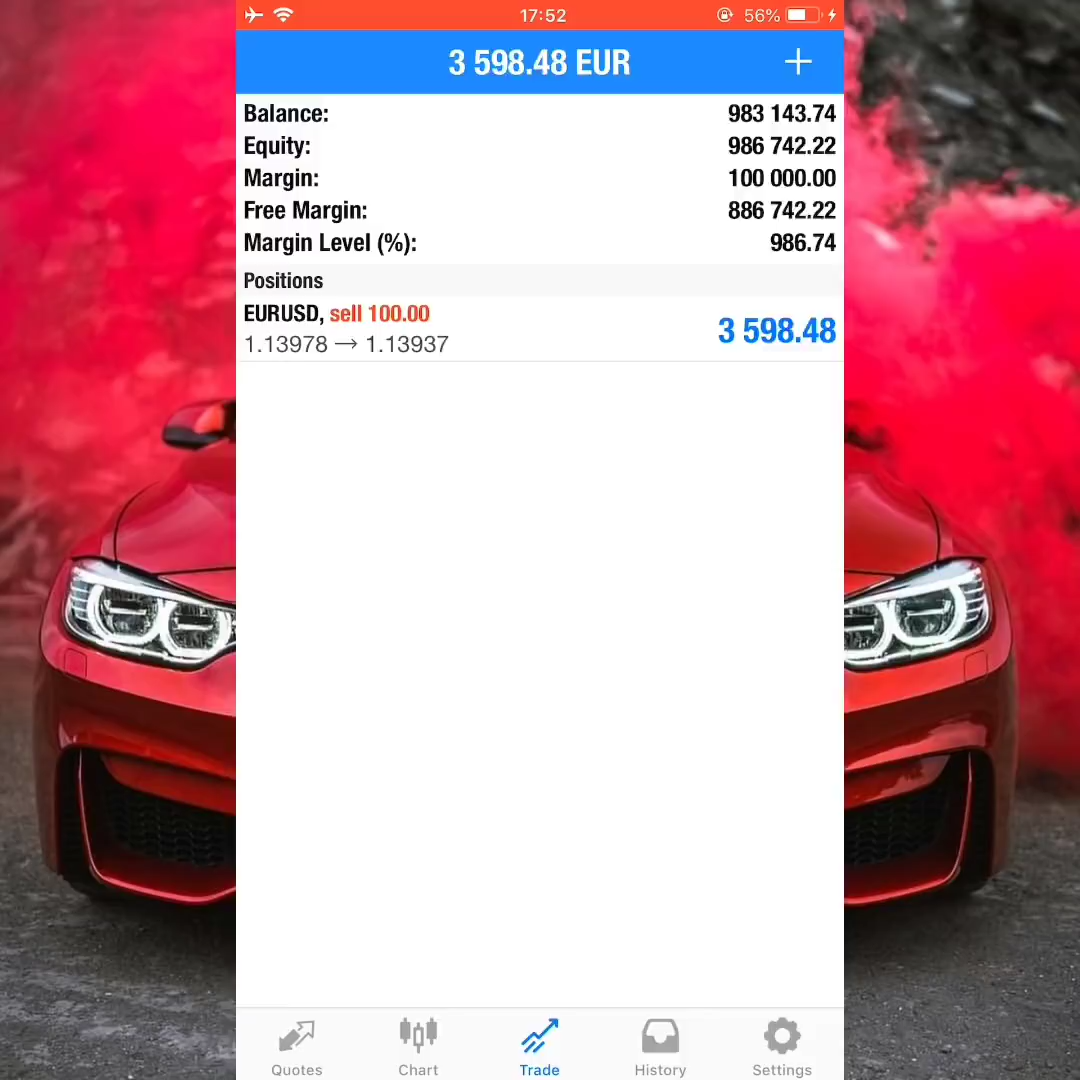 17:52 56%
3 598.48 EUR +
Balance: 983 143.74
Equity: 986 742.22
Margin: 100 000.00
Free Margin: 886 742.22
Margin Level (%): 986.74
Positions
EURUSD, sell 100.00
1.13978 → 1.13937 3 598.48
Quotes Chart Trade History Settings